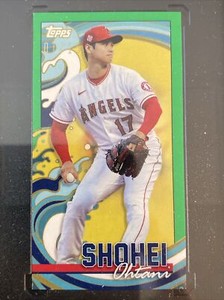 Topps
ANGELS
17
SHOHEI
Ohtani